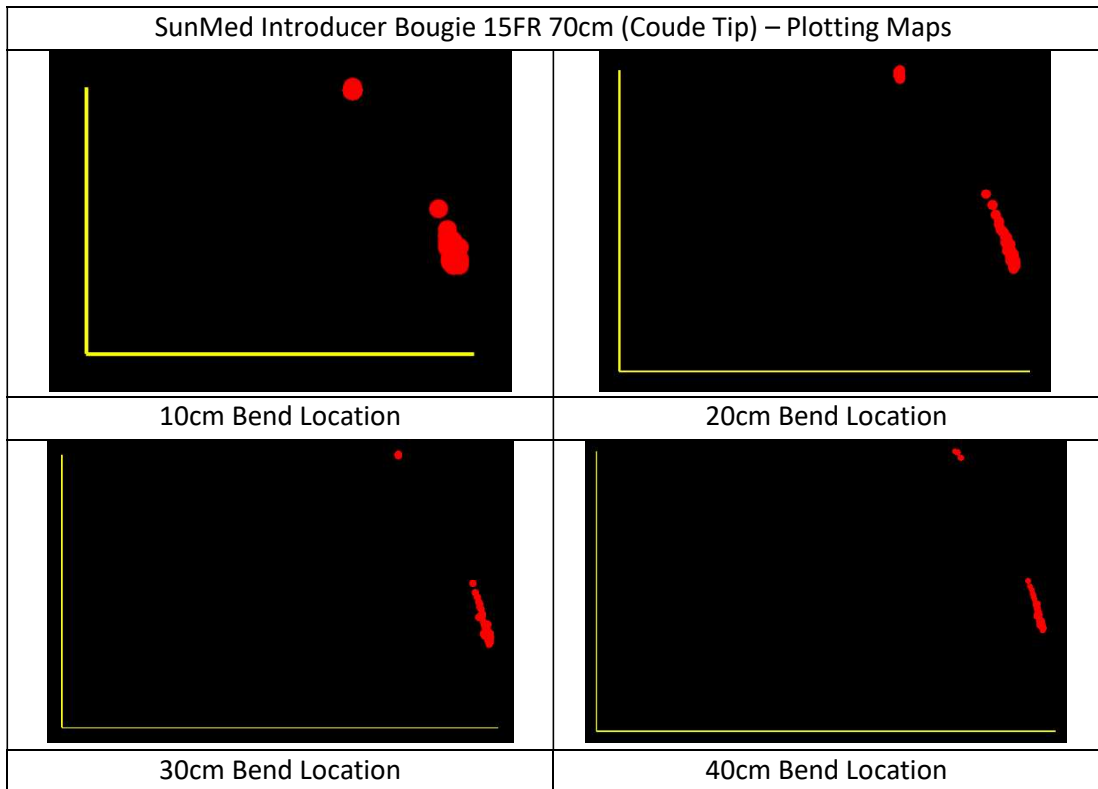 SunMed Introducer Bougie 15FR 70cm (Coude Tip) – Plotting Maps
10cm Bend Location
20cm Bend Location
30cm Bend Location
40cm Bend Location